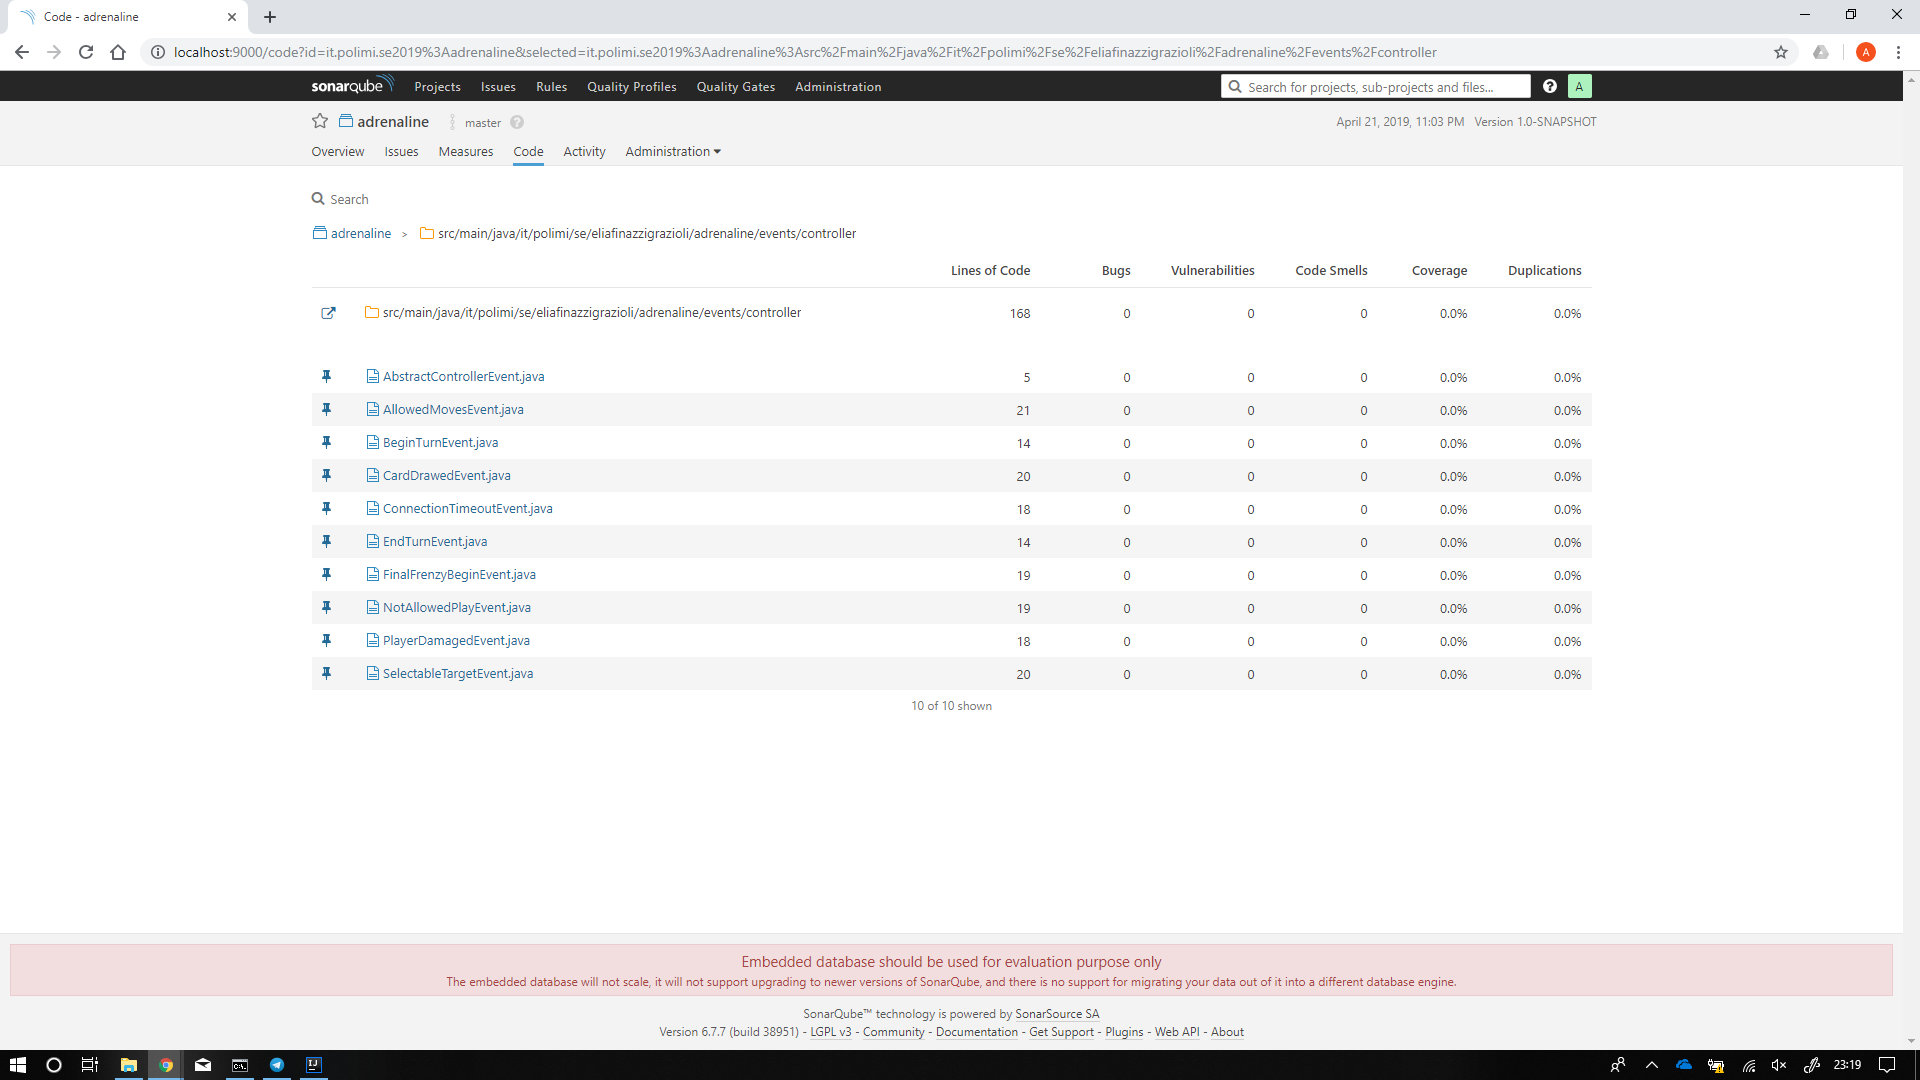 Code - adrenaline
localhost:9000/code?id=it.polimi.se2019%3Aadrenaline&selected=it.polimi.se2019%3Aadrenaline%3Asrc%2Fmain%2Fjava%2Fit%2Fpolimi%2Fse%2Feliafinazzigrazioli%2Fadrenaline%2Fevents%2Fcontroller
A
sonarqube Projects Issues Rules Quality Profiles Quality Gates Administration Search for projects, sub-projects and files... ? A
adrenaline master ? April 21, 2019, 11:03 PM Version 1.0-SNAPSHOT
Overview Issues Measures Code Activity Administration
Search
adrenaline > src/main/java/it/polimi/se/eliafinazzigrazioli/adrenaline/events/controller
Lines of Code Bugs Vulnerabilities Code Smells Coverage Duplications
src/main/java/it/polimi/se/eliafinazzigrazioli/adrenaline/events/controller 168 0 0 0 0.0% 0.0%
AbstractControllerEvent.java 5 0 0 0 0.0% 0.0%
AllowedMovesEvent.java 21 0 0 0 0.0% 0.0%
BeginTurnEvent.java 14 0 0 0 0.0% 0.0%
CardDrawedEvent.java 20 0 0 0 0.0% 0.0%
ConnectionTimeoutEvent.java 18 0 0 0 0.0% 0.0%
EndTurnEvent.java 14 0 0 0 0.0% 0.0%
FinalFrenzyBeginEvent.java 19 0 0 0 0.0% 0.0%
NotAllowedPlayEvent.java 19 0 0 0 0.0% 0.0%
PlayerDamagedEvent.java 18 0 0 0 0.0% 0.0%
SelectableTargetEvent.java 20 0 0 0 0.0% 0.0%
10 of 10 shown
Embedded database should be used for evaluation purpose only
The embedded database will not scale, it will not support upgrading to newer versions of SonarQube, and there is no support for migrating your data out of it into a different database engine.
SonarQube™ technology is powered by SonarSource SA
Version 6.7.7 (build 38951) - LGPL v3 - Community - Documentation - Get Support - Plugins - Web API - About
IJ
23:19